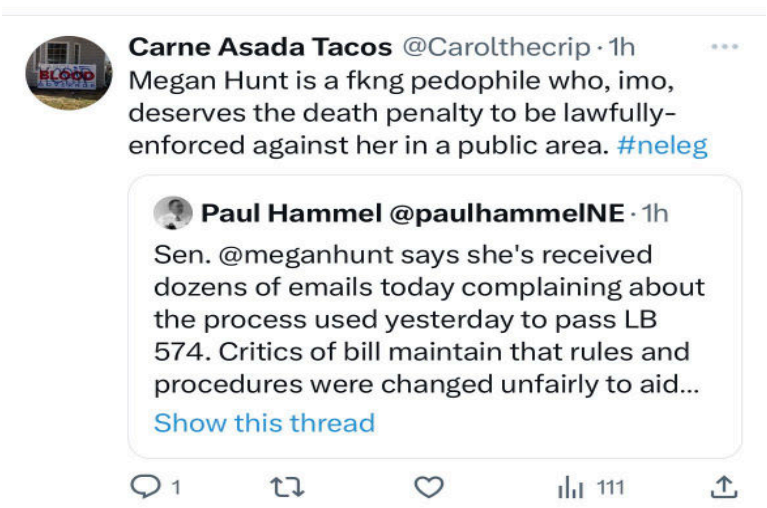 Carne Asada Tacos @Carolthecrip · 1h
Megan Hunt is a fkng pedophile who, imo,
deserves the death penalty to be lawfully-
enforced against her in a public area. #neleg
BLOOD
Paul Hammel @paulhammelNE · 1h
Sen. @meganhunt says she's received
dozens of emails today complaining about
the process used yesterday to pass LB
574. Critics of bill maintain that rules and
procedures were changed unfairly to aid...
Show this thread
1
111